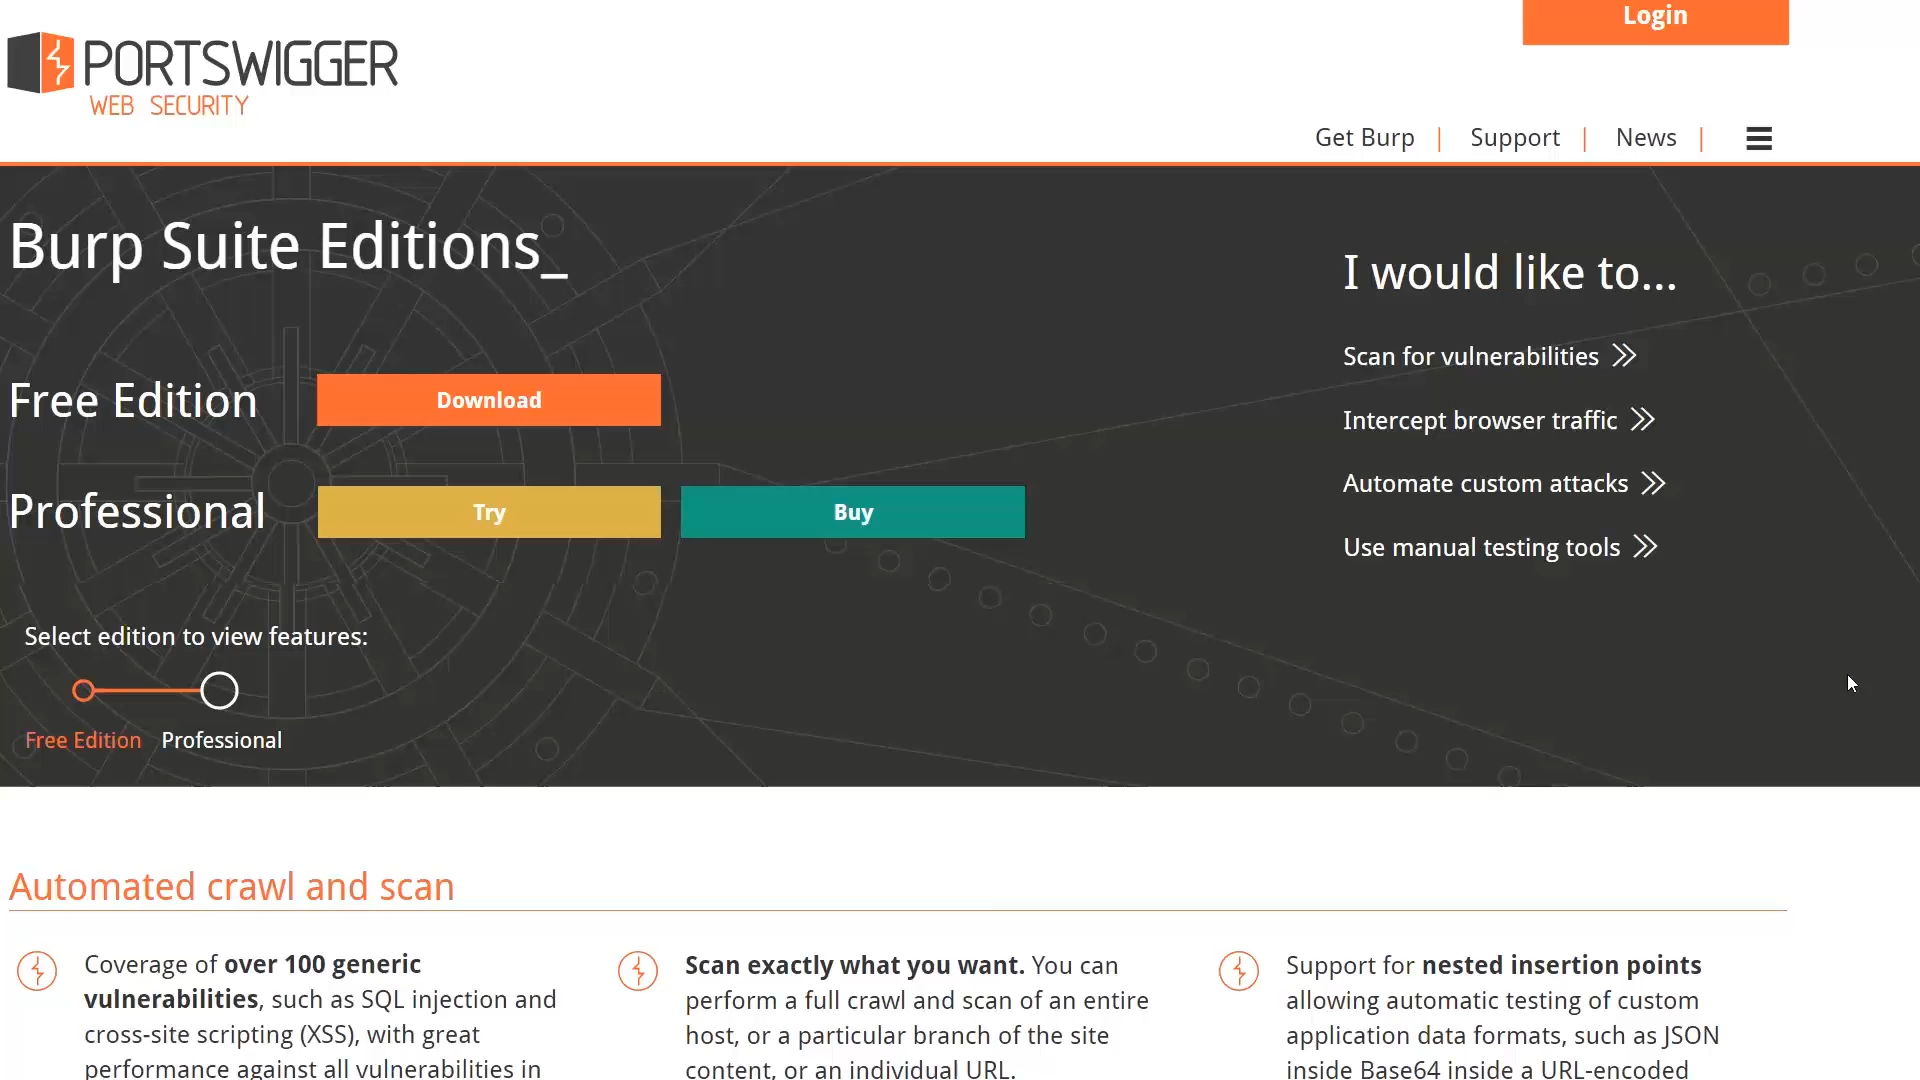 Login
PORTSWIGGER
WEB SECURITY
Get Burp | Support | News |
Burp Suite Editions_
I would like to...
Scan for vulnerabilities
Free Edition Download
Intercept browser traffic
Automate custom attacks
Professional Try Buy
Use manual testing tools
Select edition to view features:
Free Edition Professional
Automated crawl and scan
Coverage of over 100 generic
vulnerabilities, such as SQL injection and
cross-site scripting (XSS), with great
performance against all vulnerabilities in
Scan exactly what you want. You can
perform a full crawl and scan of an entire
host, or a particular branch of the site
content, or an individual URL.
Support for nested insertion points
allowing automatic testing of custom
application data formats, such as JSON
inside Base64 inside a URL-encoded